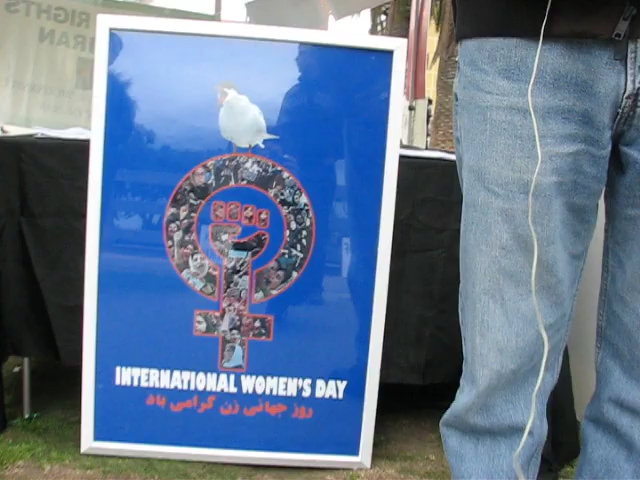 RIGHTS
IRAN
INTERNATIONAL WOMEN'S DAY
روز جهانی زن گرامی باد